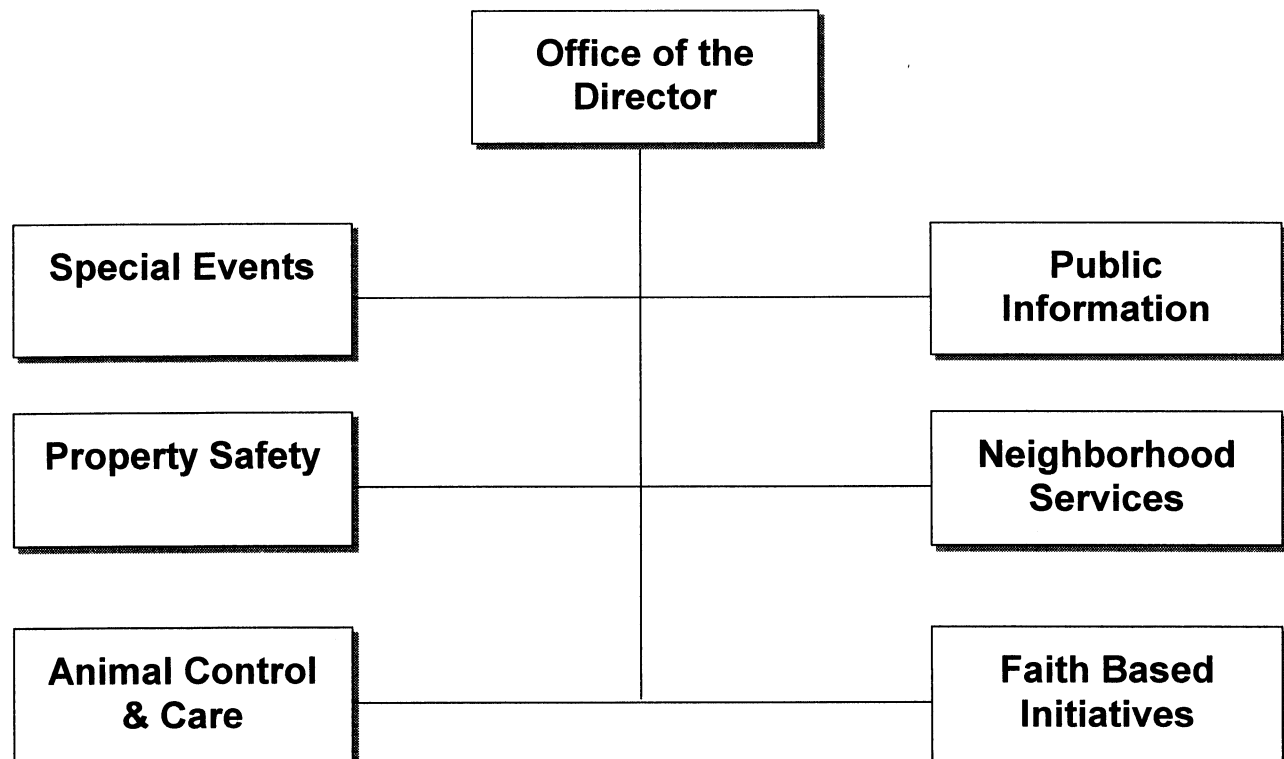 Office of the
Director
Special Events
Public
Information
Property Safety
Neighborhood
Services
Animal Control
& Care
Faith Based
Initiatives